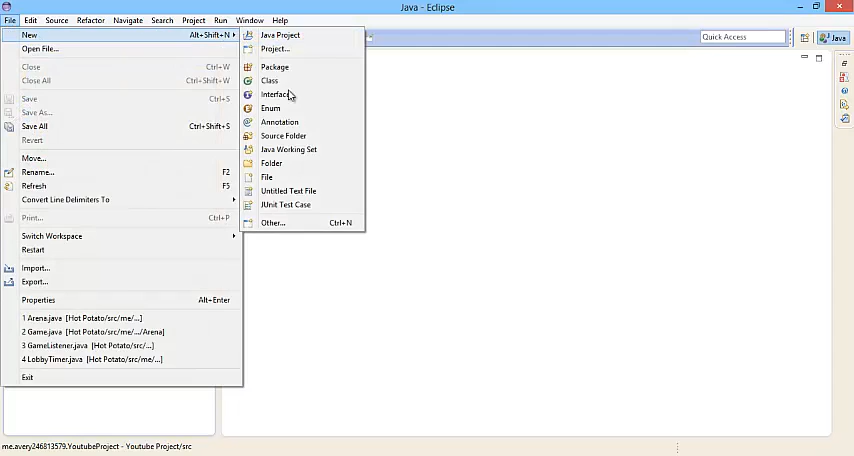 Java - Eclipse
File Edit Source Refactor Navigate Search Project Run Window Help
New Alt+Shift+N
Open File...
Close Ctrl+W
Close All Ctrl+Shift+W
Save Ctrl+S
Save As...
Save All Ctrl+Shift+S
Revert
Move...
Rename... F2
Refresh F5
Convert Line Delimiters To
Print... Ctrl+P
Switch Workspace
Restart
Import...
Export...
Properties Alt+Enter
1 Arena.java [Hot Potato/src/me/...]
2 Game.java [Hot Potato/src/me/.../Arena]
3 GameListener.java [Hot Potato/src/...]
4 LobbyTimer.java [Hot Potato/src/me/...]
Exit
Java Project
Project...
Package
Class
Interface
Enum
Annotation
Source Folder
Java Working Set
Folder
File
Untitled Text File
JUnit Test Case
Other... Ctrl+N
Quick Access
Java
me.avery246813579.YoutubeProject - Youtube Project/src